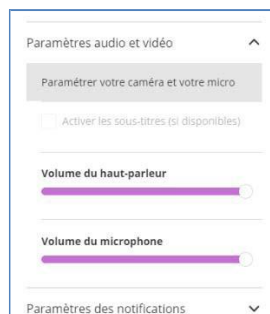 Paramètres audio et vidéo
Paramétrer votre caméra et votre micro
Activer les sous-titres (si disponibles)
Volume du haut-parleur
Volume du microphone
Paramètres des notifications